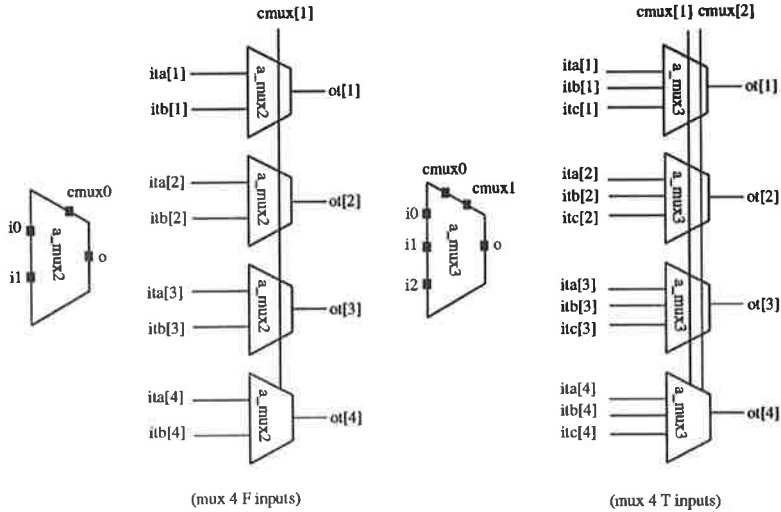 cmux[1]
ita[1]
itb[1]
a_mux2
ot[1]
ita[2]
itb[2]
a_mux2
ot[2]
ita[3]
itb[3]
a_mux2
ot[3]
ita[4]
itb[4]
a_mux2
ot[4]
cmux0
i0
i1
a_mux2
o
(mux 4 F inputs)
cmux0
cmux1
i0
i1
i2
a_mux3
o
cmux[1] cmux[2]
ita[1]
itb[1]
itc[1]
a_mux3
ot[1]
ita[2]
itb[2]
itc[2]
a_mux3
ot[2]
ita[3]
itb[3]
itc[3]
a_mux3
ot[3]
ita[4]
itb[4]
itc[4]
a_mux3
ot[4]
(mux 4 T inputs)